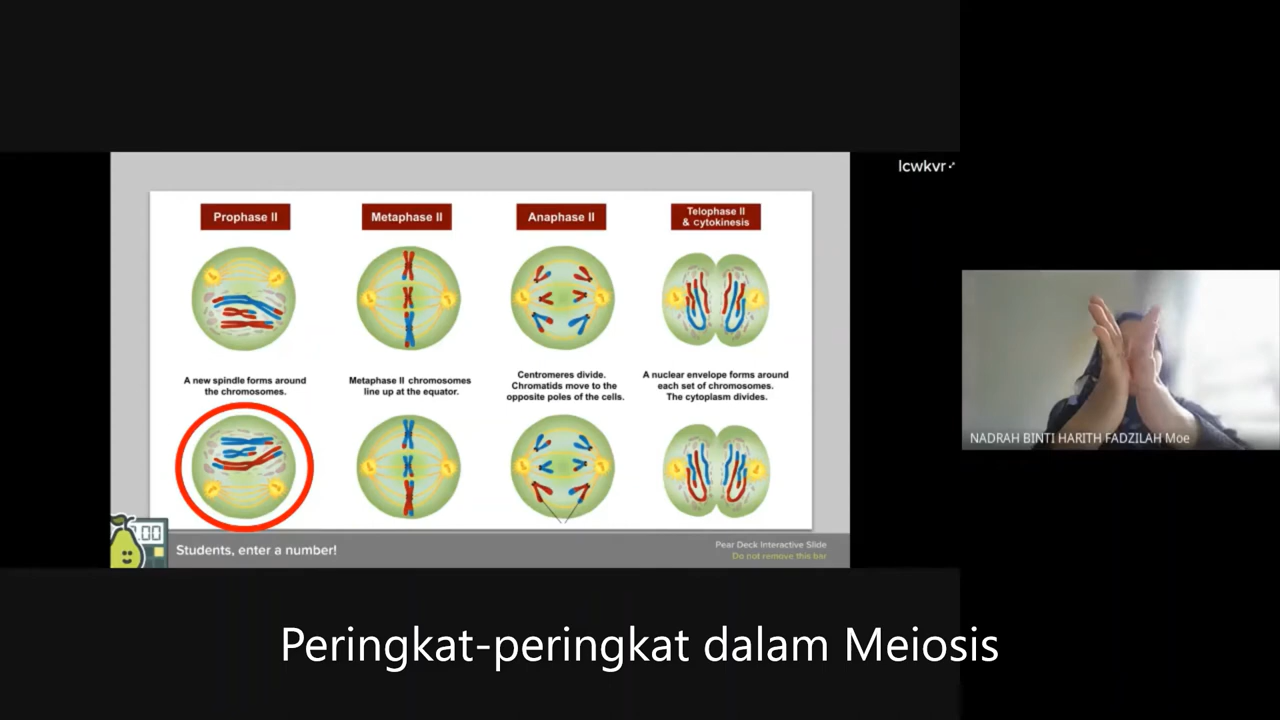 lcwkvr
Prophase II
Metaphase II
Anaphase II
Telophase II
& cytokinesis
A new spindle forms around
the chromosomes.
Metaphase II chromosomes
line up at the equator.
Centromeres divide.
Chromatids move to the
opposite poles of the cells.
A nuclear envelope forms around
each set of chromosomes.
The cytoplasm divides.
Students, enter a number!
Pear Deck Interactive Slide
Do not remove this bar
NADRAH BINTI HARITH FADZILAH Moe
Peringkat-peringkat dalam Meiosis